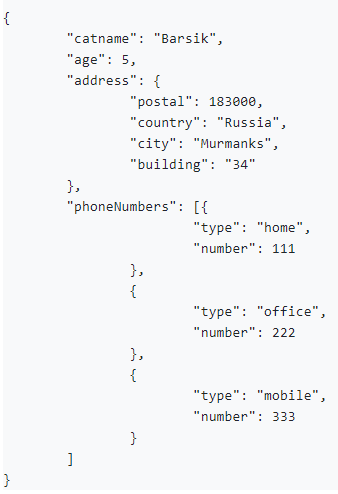 {
        "catname": "Barsik",
        "age": 5,
        "address": {
                "postal": 183000,
                "country": "Russia",
                "city": "Murmanks",
                "building": "34"
        },
        "phoneNumbers": [{
                        "type": "home",
                        "number": 111
                },
                {
                        "type": "office",
                        "number": 222
                },
                {
                        "type": "mobile",
                        "number": 333
                }
        ]
}